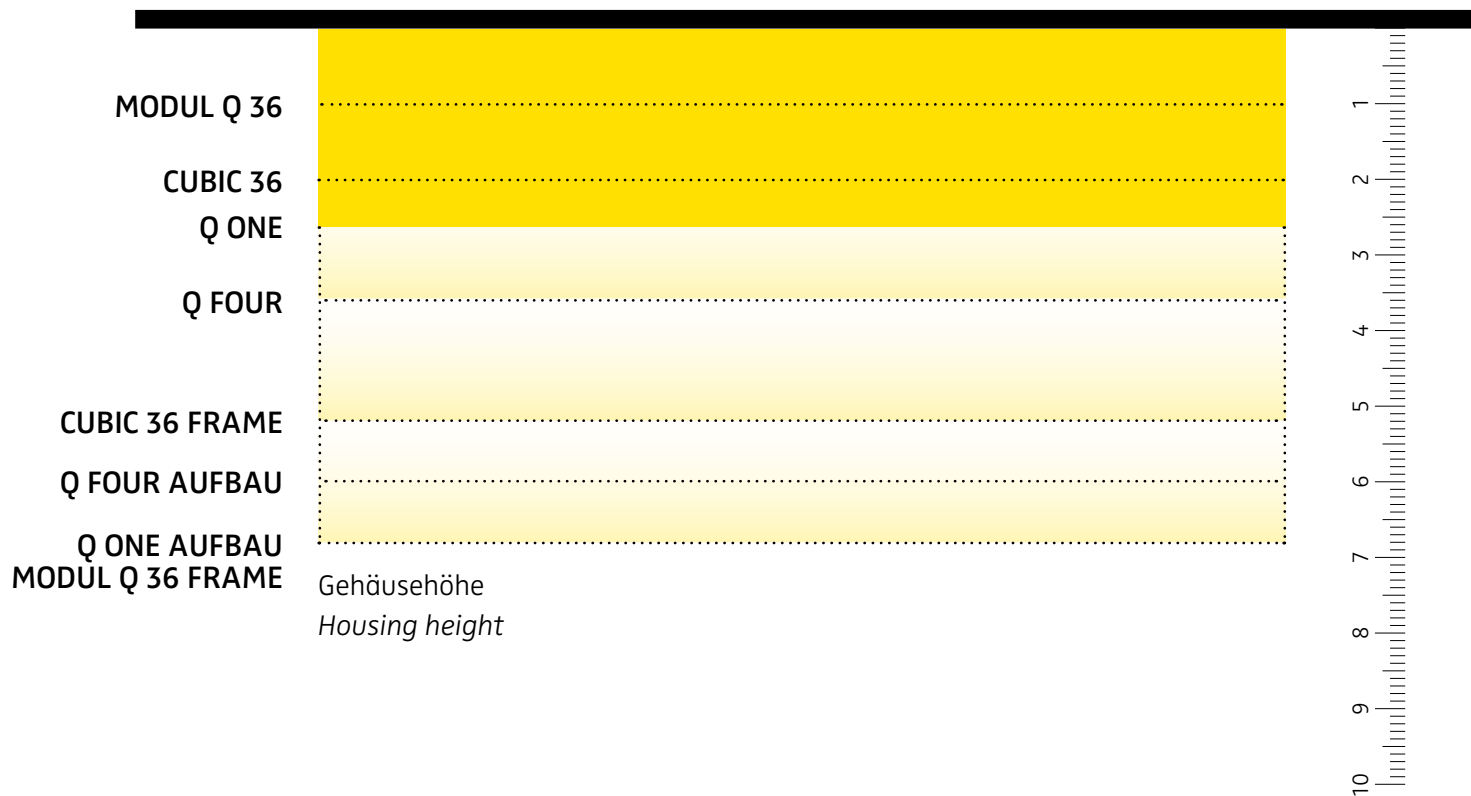 MODUL Q 36
CUBIC 36
Q ONE
Q FOUR
CUBIC 36 FRAME
Q FOUR AUFBAU
Q ONE AUFBAU
MODUL Q 36 FRAME
Gehäusehöhe
Housing height
1
2
3
4
5
6
7
8
9
10